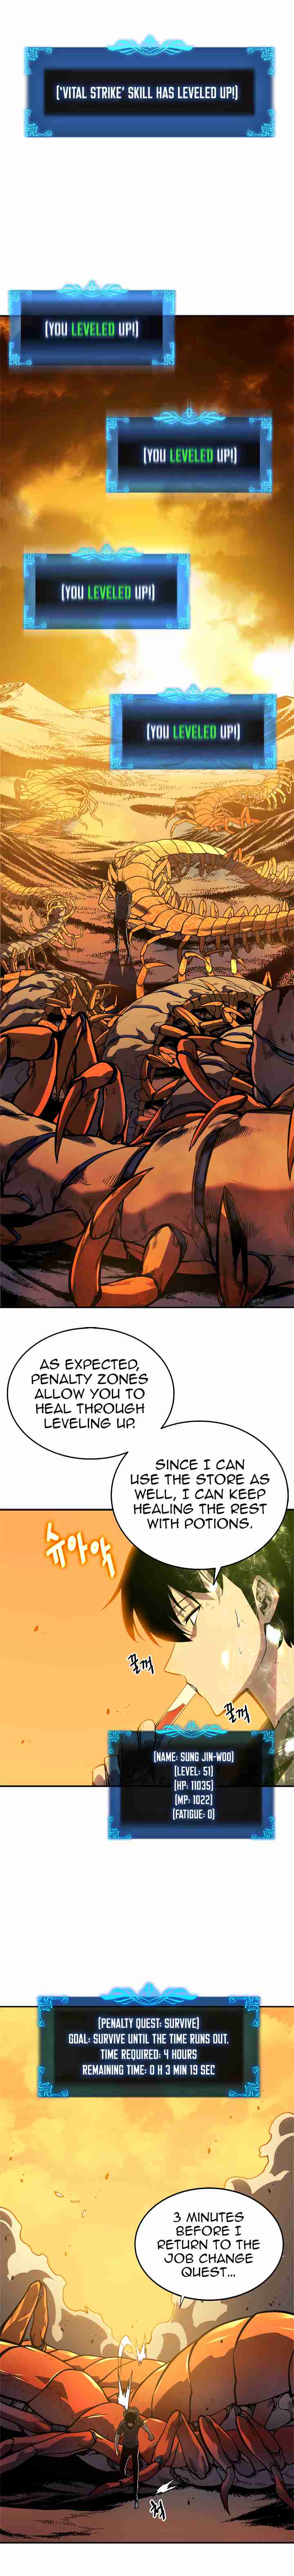 ['VITAL STRIKE' SKILL HAS LEVELED UP!]
[YOU LEVELED UP!]
[YOU LEVELED UP!]
[YOU LEVELED UP!]
[YOU LEVELED UP!]
AS EXPECTED,
PENALTY ZONES
ALLOW YOU TO
HEAL THROUGH
LEVELING UP.
SINCE I CAN
USE THE STORE AS
WELL, I CAN KEEP
HEALING THE REST
WITH POTIONS.
슈아악
꿀꺽
꿀꺽
[NAME: SUNG JIN-WOO]
[LEVEL: 51]
[HP: 11035]
[MP: 1022]
[FATIGUE: 0]
[PENALTY QUEST: SURVIVE]
GOAL: SURVIVE UNTIL THE TIME RUNS OUT.
TIME REQUIRED: 4 HOURS
REMAINING TIME: 0 H 3 MIN 19 SEC
3 MINUTES
BEFORE I
RETURN TO THE
JOB CHANGE
QUEST...
척